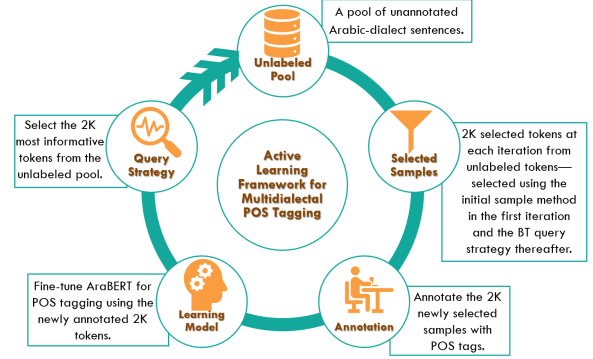 A pool of unannotated
Arabic-dialect sentences.
Unlabeled
Pool
Select the 2K
most informative
tokens from the
unlabeled pool.
Query
Strategy
Active
Learning
Framework for
Multidialectal
POS Tagging
Selected
Samples
2K selected tokens at
each iteration from
unlabeled tokens—
selected using the
initial sample method
in the first iteration
and the BT query
strategy thereafter.
Fine-tune AraBERT for
POS tagging using the
newly annotated 2K
tokens.
Learning
Model
Annotation
Annotate the 2K
newly selected
samples with
POS tags.